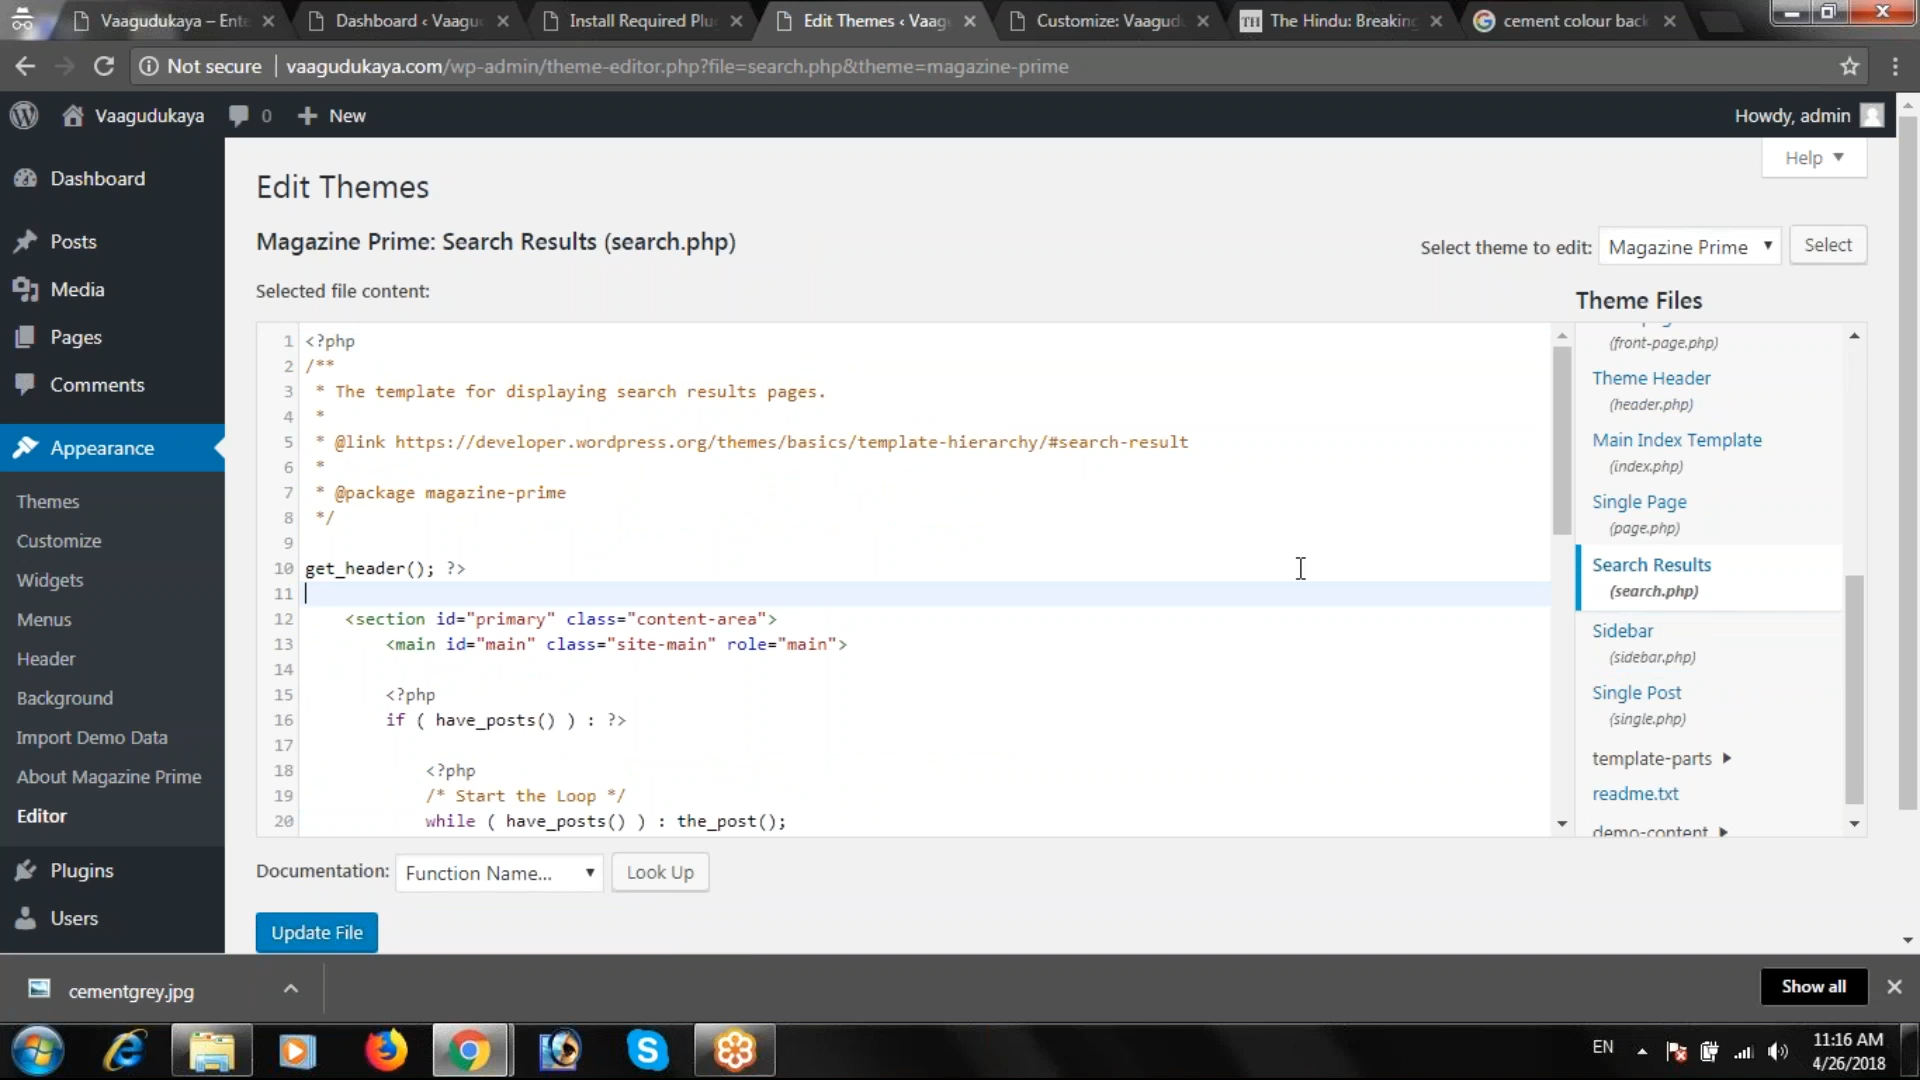 Vaagudukaya – Ente
Dashboard ‹ Vaagu
Install Required Plu
Edit Themes ‹ Vaag
Customize: Vaagud
TH The Hindu: Breaking
cement colour back
Not secure | vaagudukaya.com/wp-admin/theme-editor.php?file=search.php&theme=magazine-prime
Vaagudukaya 0 + New
Howdy, admin
Help ▼
Dashboard
Posts
Media
Pages
Comments
Appearance
Themes
Customize
Widgets
Menus
Header
Background
Import Demo Data
About Magazine Prime
Editor
Plugins
Users
Edit Themes
Magazine Prime: Search Results (search.php)
Select theme to edit: Magazine Prime ▼ Select
Selected file content:
1 <?php
2 /**
3 * The template for displaying search results pages.
4 *
5 * @link https://developer.wordpress.org/themes/basics/template-hierarchy/#search-result
6 *
7 * @package magazine-prime
8 */
9
10 get_header(); ?>
11
12 <section id="primary" class="content-area">
13 <main id="main" class="site-main" role="main">
14
15 <?php
16 if ( have_posts() ) : ?>
17
18 <?php
19 /* Start the Loop */
20 while ( have_posts() ) : the_post();
Theme Files
(front-page.php)
Theme Header
(header.php)
Main Index Template
(index.php)
Single Page
(page.php)
Search Results
(search.php)
Sidebar
(sidebar.php)
Single Post
(single.php)
template-parts
readme.txt
demo-content
Documentation: Function Name... ▼ Look Up
Update File
cementgrey.jpg
Show all
EN
11:16 AM
4/26/2018